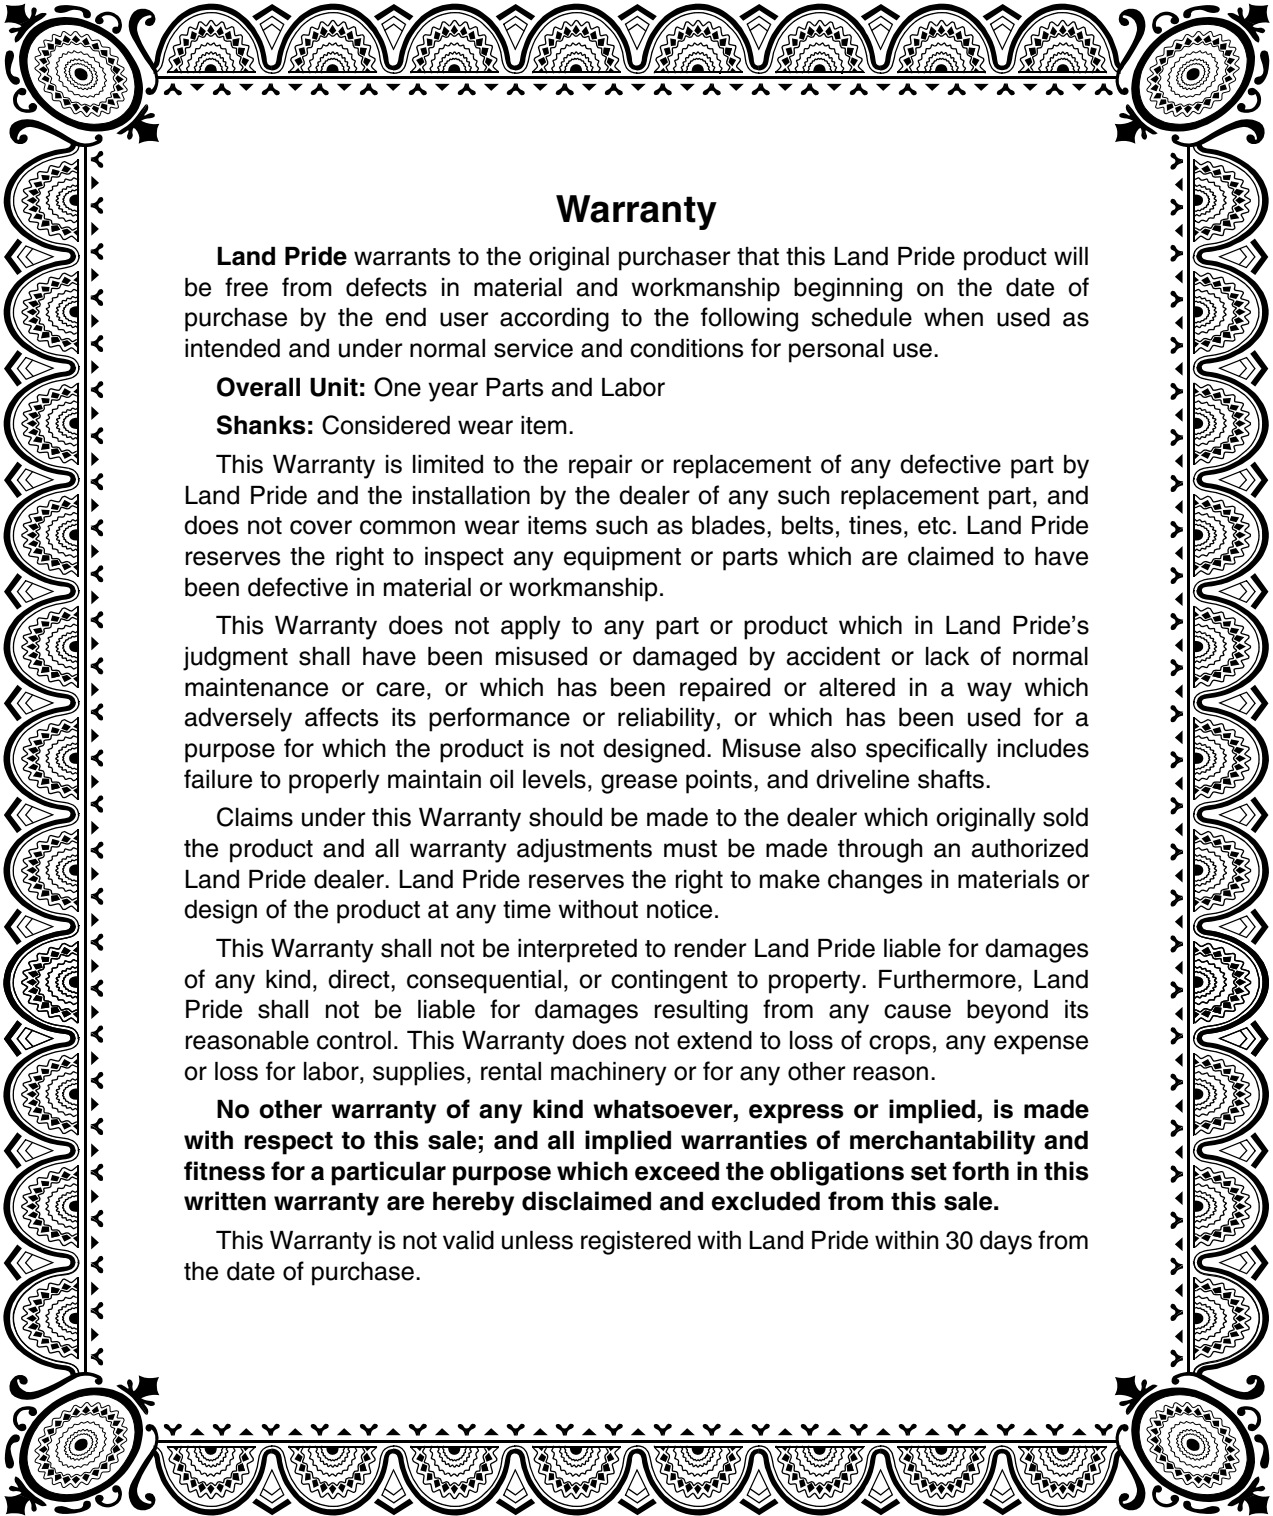 Warranty
Land Pride warrants to the original purchaser that this Land Pride product will
be free from defects in material and workmanship beginning on the date of
purchase by the end user according to the following schedule when used as
intended and under normal service and conditions for personal use.
Overall Unit: One year Parts and Labor
Shanks: Considered wear item.
This Warranty is limited to the repair or replacement of any defective part by
Land Pride and the installation by the dealer of any such replacement part, and
does not cover common wear items such as blades, belts, tines, etc. Land Pride
reserves the right to inspect any equipment or parts which are claimed to have
been defective in material or workmanship.
This Warranty does not apply to any part or product which in Land Pride’s
judgment shall have been misused or damaged by accident or lack of normal
maintenance or care, or which has been repaired or altered in a way which
adversely affects its performance or reliability, or which has been used for a
purpose for which the product is not designed. Misuse also specifically includes
failure to properly maintain oil levels, grease points, and driveline shafts.
Claims under this Warranty should be made to the dealer which originally sold
the product and all warranty adjustments must be made through an authorized
Land Pride dealer. Land Pride reserves the right to make changes in materials or
design of the product at any time without notice.
This Warranty shall not be interpreted to render Land Pride liable for damages
of any kind, direct, consequential, or contingent to property. Furthermore, Land
Pride shall not be liable for damages resulting from any cause beyond its
reasonable control. This Warranty does not extend to loss of crops, any expense
or loss for labor, supplies, rental machinery or for any other reason.
No other warranty of any kind whatsoever, express or implied, is made
with respect to this sale; and all implied warranties of merchantability and
fitness for a particular purpose which exceed the obligations set forth in this
written warranty are hereby disclaimed and excluded from this sale.
This Warranty is not valid unless registered with Land Pride within 30 days from
the date of purchase.